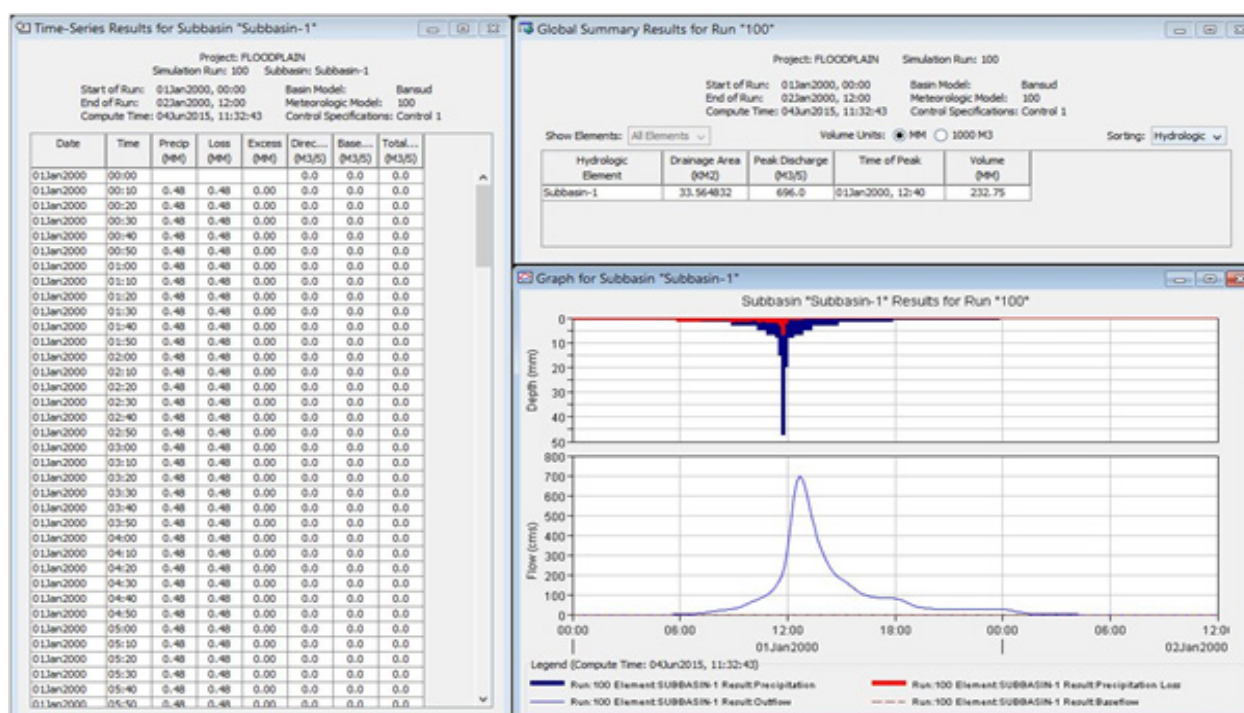 Time-Series Results for Subbasin "Subbasin-1"
Project: FLOODPLAIN
Simulation Run: 100 Subbasin: Subbasin-1
Start of Run: 01Jan2000, 00:00 Basin Model: Bansud
End of Run: 02Jan2000, 12:00 Meteorologic Model: 100
Compute Time: 04Jun2015, 11:32:43 Control Specifications: Control 1
Date Time Precip Loss Excess Direc... Base... Total...
(MM) (MM) (MM) (M3/S) (M3/S) (M3/S)
01Jan2000 00:00 0.0 0.0 0.0
01Jan2000 00:10 0.48 0.48 0.00 0.0 0.0 0.0
01Jan2000 00:20 0.48 0.48 0.00 0.0 0.0 0.0
01Jan2000 00:30 0.48 0.48 0.00 0.0 0.0 0.0
01Jan2000 00:40 0.48 0.48 0.00 0.0 0.0 0.0
01Jan2000 00:50 0.48 0.48 0.00 0.0 0.0 0.0
01Jan2000 01:00 0.48 0.48 0.00 0.0 0.0 0.0
01Jan2000 01:10 0.48 0.48 0.00 0.0 0.0 0.0
01Jan2000 01:20 0.48 0.48 0.00 0.0 0.0 0.0
01Jan2000 01:30 0.48 0.48 0.00 0.0 0.0 0.0
01Jan2000 01:40 0.48 0.48 0.00 0.0 0.0 0.0
01Jan2000 01:50 0.48 0.48 0.00 0.0 0.0 0.0
01Jan2000 02:00 0.48 0.48 0.00 0.0 0.0 0.0
01Jan2000 02:10 0.48 0.48 0.00 0.0 0.0 0.0
01Jan2000 02:20 0.48 0.48 0.00 0.0 0.0 0.0
01Jan2000 02:30 0.48 0.48 0.00 0.0 0.0 0.0
01Jan2000 02:40 0.48 0.48 0.00 0.0 0.0 0.0
01Jan2000 02:50 0.48 0.48 0.00 0.0 0.0 0.0
01Jan2000 03:00 0.48 0.48 0.00 0.0 0.0 0.0
01Jan2000 03:10 0.48 0.48 0.00 0.0 0.0 0.0
01Jan2000 03:20 0.48 0.48 0.00 0.0 0.0 0.0
01Jan2000 03:30 0.48 0.48 0.00 0.0 0.0 0.0
01Jan2000 03:40 0.48 0.48 0.00 0.0 0.0 0.0
01Jan2000 03:50 0.48 0.48 0.00 0.0 0.0 0.0
01Jan2000 04:00 0.48 0.48 0.00 0.0 0.0 0.0
01Jan2000 04:10 0.48 0.48 0.00 0.0 0.0 0.0
01Jan2000 04:20 0.48 0.48 0.00 0.0 0.0 0.0
01Jan2000 04:30 0.48 0.48 0.00 0.0 0.0 0.0
01Jan2000 04:40 0.48 0.48 0.00 0.0 0.0 0.0
01Jan2000 04:50 0.48 0.48 0.00 0.0 0.0 0.0
01Jan2000 05:00 0.48 0.48 0.00 0.0 0.0 0.0
01Jan2000 05:10 0.48 0.48 0.00 0.0 0.0 0.0
01Jan2000 05:20 0.48 0.48 0.00 0.0 0.0 0.0
01Jan2000 05:30 0.48 0.48 0.00 0.0 0.0 0.0
01Jan2000 05:40 0.48 0.48 0.00 0.0 0.0 0.0
01Jan2000 05:50 0.48 0.48 0.00 0.0 0.0 0.0
Global Summary Results for Run "100"
Project: FLOODPLAIN Simulation Run: 100
Start of Run: 01Jan2000, 00:00 Basin Model: Bansud
End of Run: 02Jan2000, 12:00 Meteorologic Model: 100
Compute Time: 04Jun2015, 11:32:43 Control Specifications: Control 1
Show Elements: All Elements Volume Units: MM 1000 M3 Sorting: Hydrologic
Hydrologic Drainage Area Peak Discharge Time of Peak Volume
Element (KM2) (M3/S) (MM)
Subbasin-1 33.564832 696.0 01Jan2000, 12:40 232.75
Graph for Subbasin "Subbasin-1"
Subbasin "Subbasin-1" Results for Run "100"
0
10
20
30
40
50
Depth (mm)
800
700
600
500
400
300
200
100
0
Flow (cms)
00:00 06:00 12:00 18:00 00:00 06:00 12:00
01Jan2000 02Jan2000
Legend (Compute Time: 04Jun2015, 11:32:43)
Run:100 Element:SUBBASIN-1 Result:Precipitation Run:100 Element:SUBBASIN-1 Result:Precipitation Loss
Run:100 Element:SUBBASIN-1 Result:Outflow Run:100 Element:SUBBASIN-1 Result:Baseflow